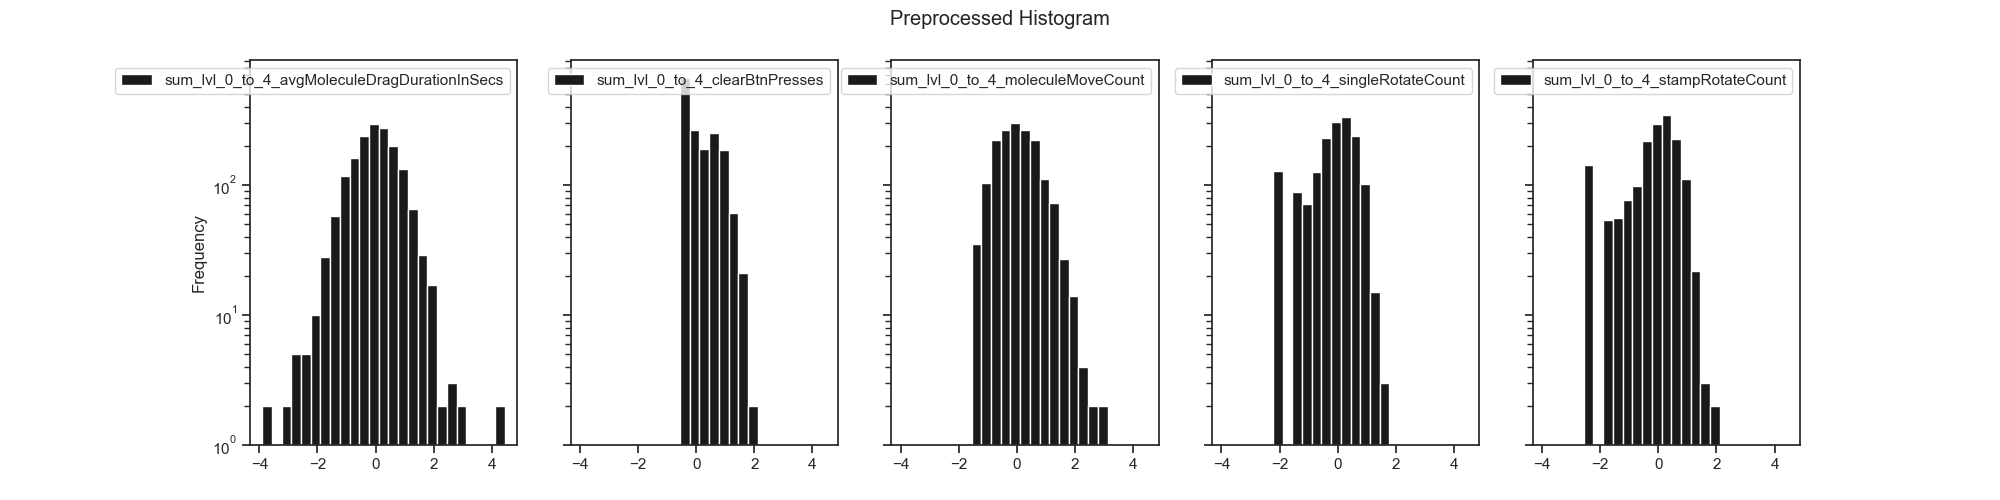 Preprocessed Histogram
sum_lvl_0_to_4_avgMoleculeDragDurationInSecs
sum_lvl_0_to_4_clearBtnPresses
sum_lvl_0_to_4_moleculeMoveCount
sum_lvl_0_to_4_singleRotateCount
sum_lvl_0_to_4_stampRotateCount
Frequency
10²
10¹
10⁰
−4 −2 0 2 4
−4 −2 0 2 4
−4 −2 0 2 4
−4 −2 0 2 4
−4 −2 0 2 4